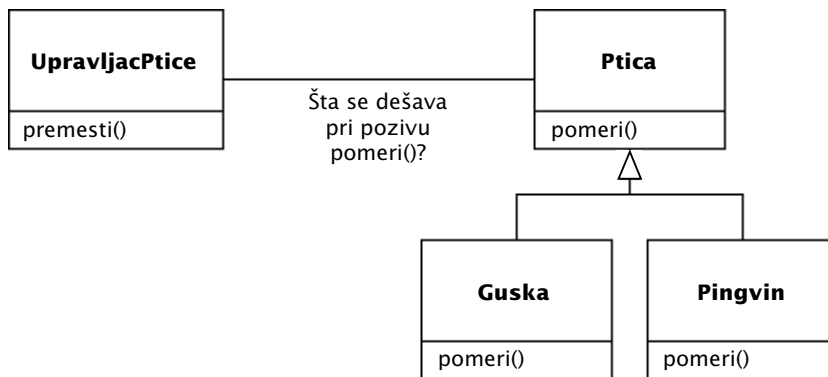 UpravljacPtice
premesti()
Šta se dešava
pri pozivu
pomeri()?
Ptica
pomeri()
Guska
pomeri()
Pingvin
pomeri()